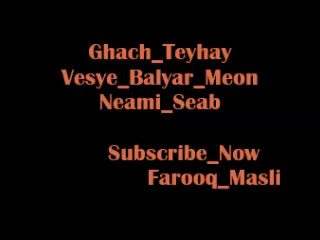 Ghach_Teyhay
Vesye_Balyar_Meon
Neami_Seab
Subscribe_Now
Farooq_Masli